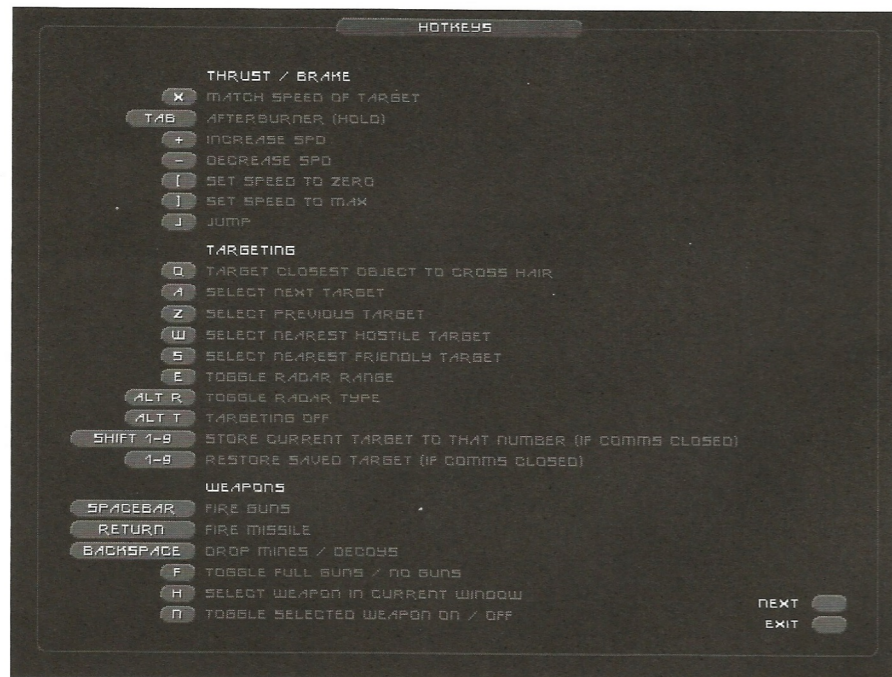 HOTKEYS
THRUST / BRAKE
X MATCH SPEED OF TARGET
TAB AFTERBURNER (HOLD)
+ INCREASE SPD
- DECREASE SPD
[ SET SPEED TO ZERO
] SET SPEED TO MAX
J JUMP
TARGETING
Q TARGET CLOSEST OBJECT TO CROSS HAIR
A SELECT NEXT TARGET
Z SELECT PREVIOUS TARGET
W SELECT NEAREST HOSTILE TARGET
S SELECT NEAREST FRIENDLY TARGET
E TOGGLE RADAR RANGE
ALT R TOGGLE RADAR TYPE
ALT T TARGETING OFF
SHIFT 1-9 STORE CURRENT TARGET TO THAT NUMBER (IF COMMS CLOSED)
1-9 RESTORE SAVED TARGET (IF COMMS CLOSED)
WEAPONS
SPACEBAR FIRE GUNS
RETURN FIRE MISSILE
BACKSPACE DROP MINES / DECOYS
F TOGGLE FULL GUNS / NO GUNS
H SELECT WEAPON IN CURRENT WINDOW
N TOGGLE SELECTED WEAPON ON / OFF
NEXT
EXIT